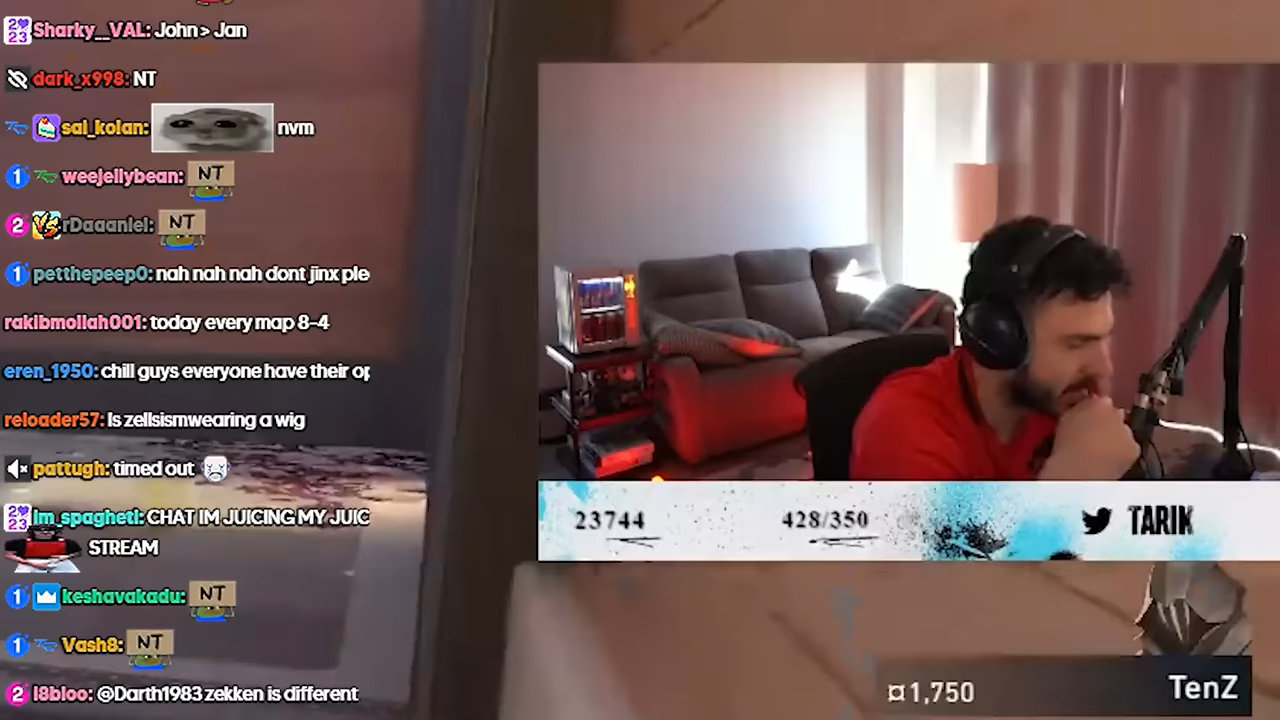 Sharky__VAL: John > Jan
dark_x998: NT
sai_kolan: nvm
weejellybean: NT
rDaaaniel: NT
petthepeep0: nah nah nah dont jinx ple
rakibmollah001: today every map 8-4
eren_1950: chill guys everyone have their op
reloader57: Is zellsismwearing a wig
pattugh: timed out
im_spagheti: CHAT IM JUICING MY JUIC
STREAM
keshavakadu: NT
Vash8: NT
i8bloo: @Darth1983 zekken is different
23744
428/350
TARIK
¤1,750
TenZ